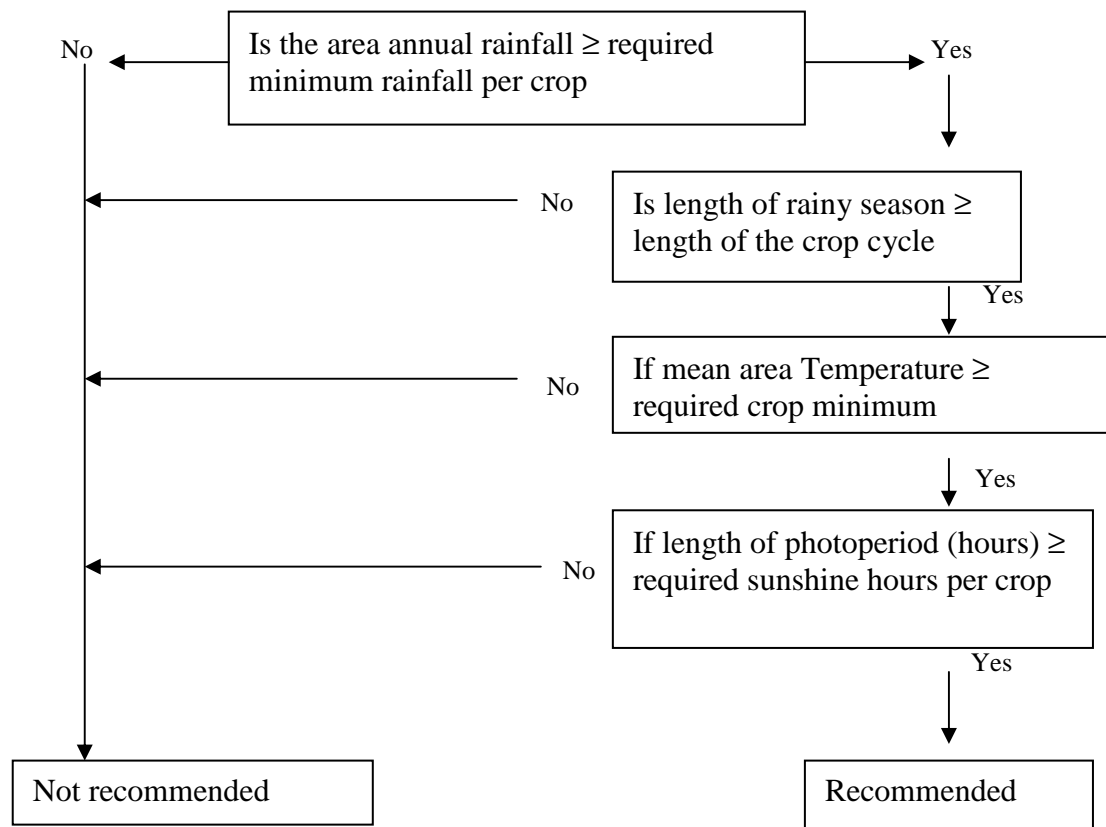 No
Is the area annual rainfall ≥ required
minimum rainfall per crop
Yes
No
Is length of rainy season ≥
length of the crop cycle
Yes
No
If mean area Temperature ≥
required crop minimum
Yes
No
If length of photoperiod (hours) ≥
required sunshine hours per crop
Yes
Not recommended
Recommended